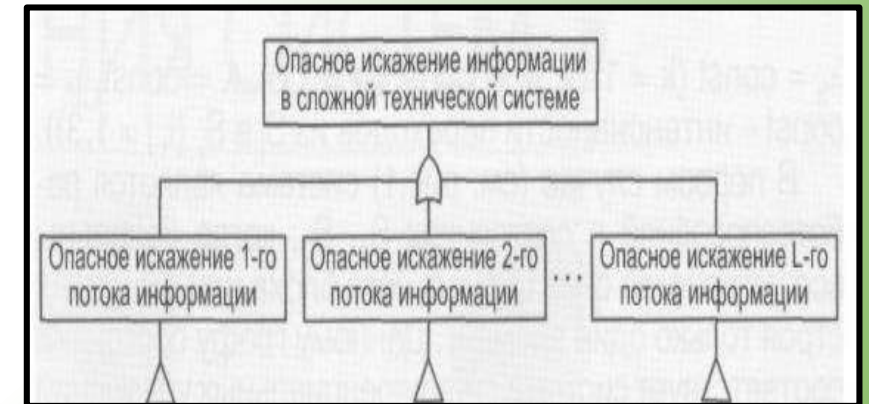 Опасное искажение информации
в сложной технической системе
Опасное искажение 1-го
потока информации
Опасное искажение 2-го
потока информации
...
Опасное искажение L-го
потока информации